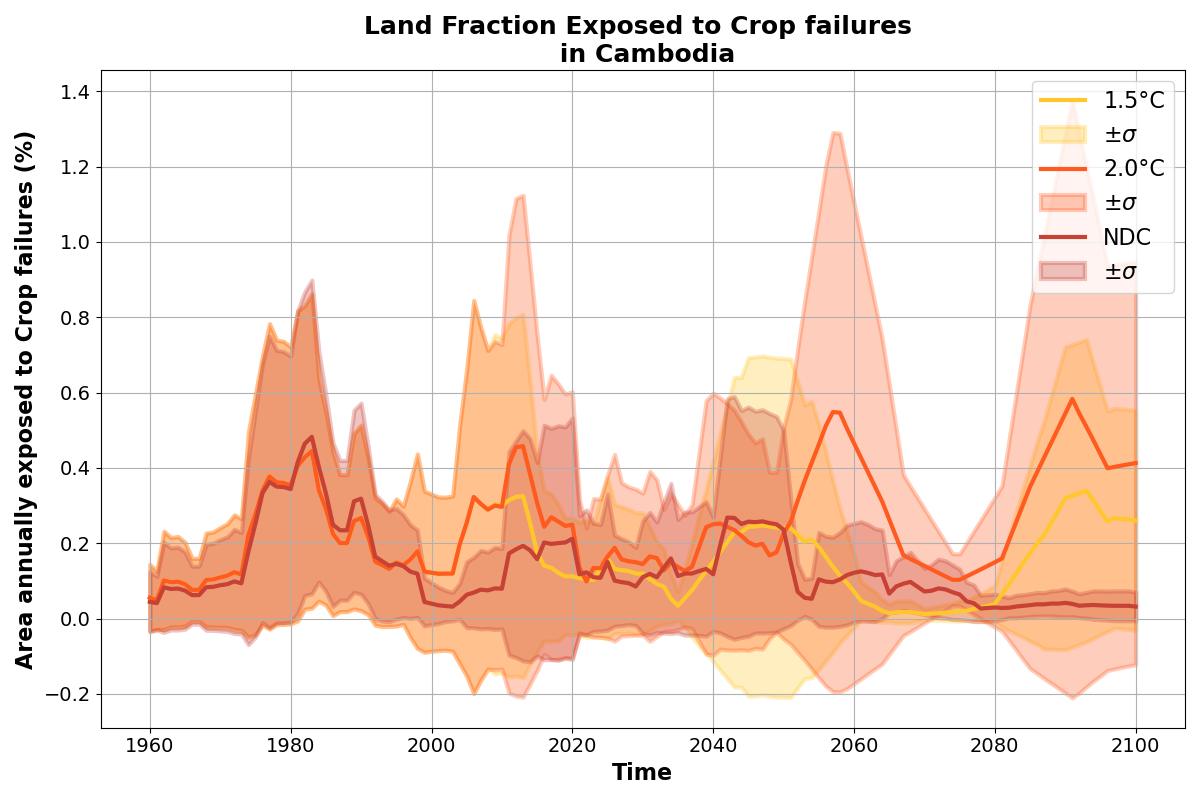 Land Fraction Exposed to Crop failures
in Cambodia
Area annually exposed to Crop failures (%)
1.4
1.2
1.0
0.8
0.6
0.4
0.2
0.0
−0.2
1960
1980
2000
2020
2040
2060
2080
2100
Time
1.5°C
±σ
2.0°C
±σ
NDC
±σ